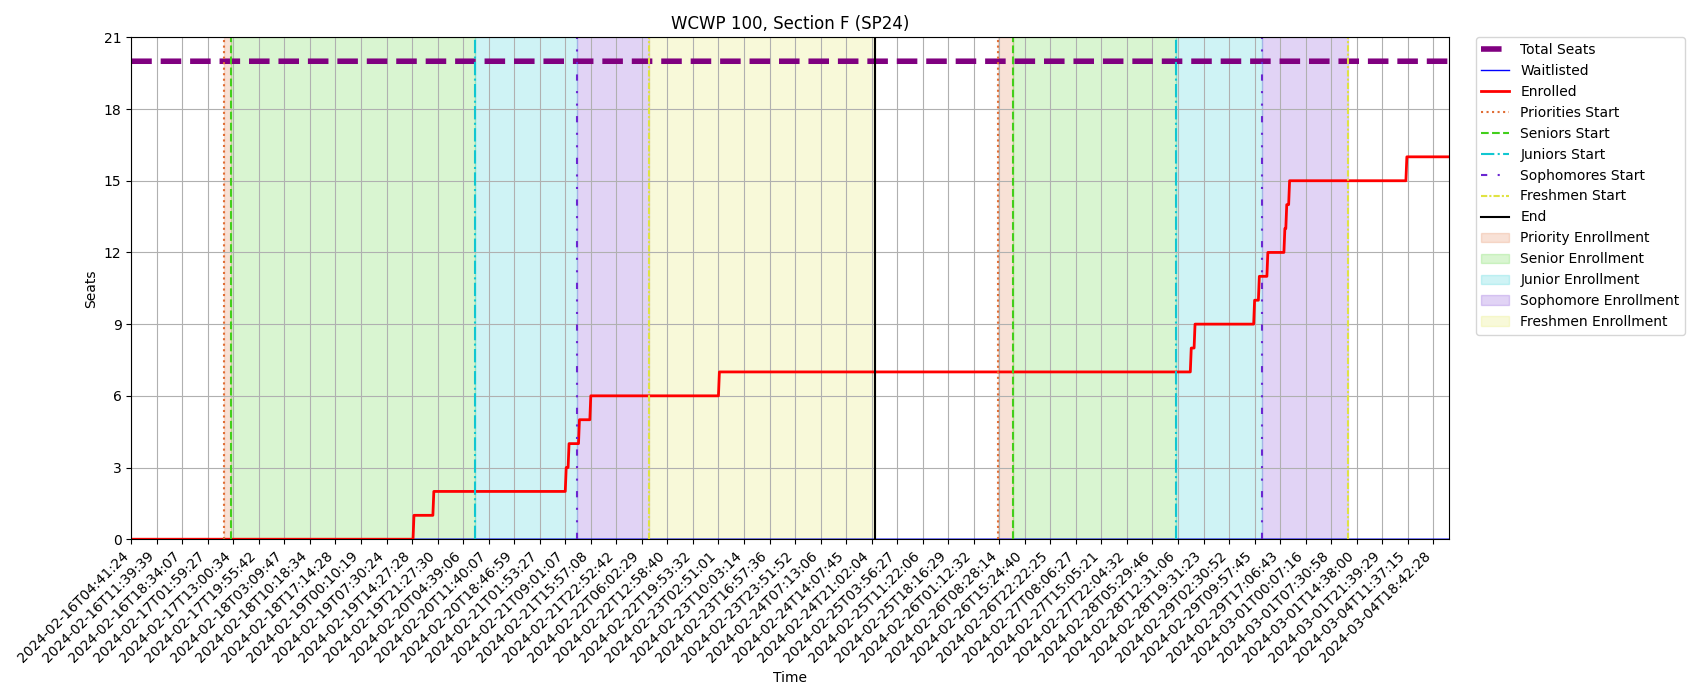 WCWP 100, Section F (SP24)
Seats
21
18
15
12
9
6
3
0
2024-02-16T04:41:24
2024-02-16T11:39:39
2024-02-16T18:34:07
2024-02-17T01:59:27
2024-02-17T13:00:34
2024-02-17T19:55:42
2024-02-18T03:09:47
2024-02-18T10:18:34
2024-02-18T17:14:28
2024-02-19T00:10:19
2024-02-19T07:30:24
2024-02-19T14:27:28
2024-02-19T21:27:30
2024-02-20T04:39:06
2024-02-20T11:40:07
2024-02-20T18:46:59
2024-02-21T01:53:27
2024-02-21T09:01:07
2024-02-21T15:57:08
2024-02-21T22:52:42
2024-02-22T06:02:29
2024-02-22T12:58:40
2024-02-22T19:53:32
2024-02-23T02:51:01
2024-02-23T10:03:14
2024-02-23T16:57:36
2024-02-23T23:51:52
2024-02-24T07:13:06
2024-02-24T14:07:45
2024-02-24T21:02:04
2024-02-25T03:56:27
2024-02-25T11:22:06
2024-02-25T18:16:29
2024-02-26T01:12:32
2024-02-26T08:28:14
2024-02-26T15:24:40
2024-02-26T22:22:25
2024-02-27T08:06:27
2024-02-27T15:05:21
2024-02-27T22:04:32
2024-02-28T05:29:46
2024-02-28T12:31:06
2024-02-28T19:31:23
2024-02-29T02:30:52
2024-02-29T09:57:45
2024-02-29T17:06:43
2024-03-01T00:07:16
2024-03-01T07:30:58
2024-03-01T14:38:00
2024-03-01T21:39:29
2024-03-04T11:37:15
2024-03-04T18:42:28
Time
Total Seats
Waitlisted
Enrolled
Priorities Start
Seniors Start
Juniors Start
Sophomores Start
Freshmen Start
End
Priority Enrollment
Senior Enrollment
Junior Enrollment
Sophomore Enrollment
Freshmen Enrollment